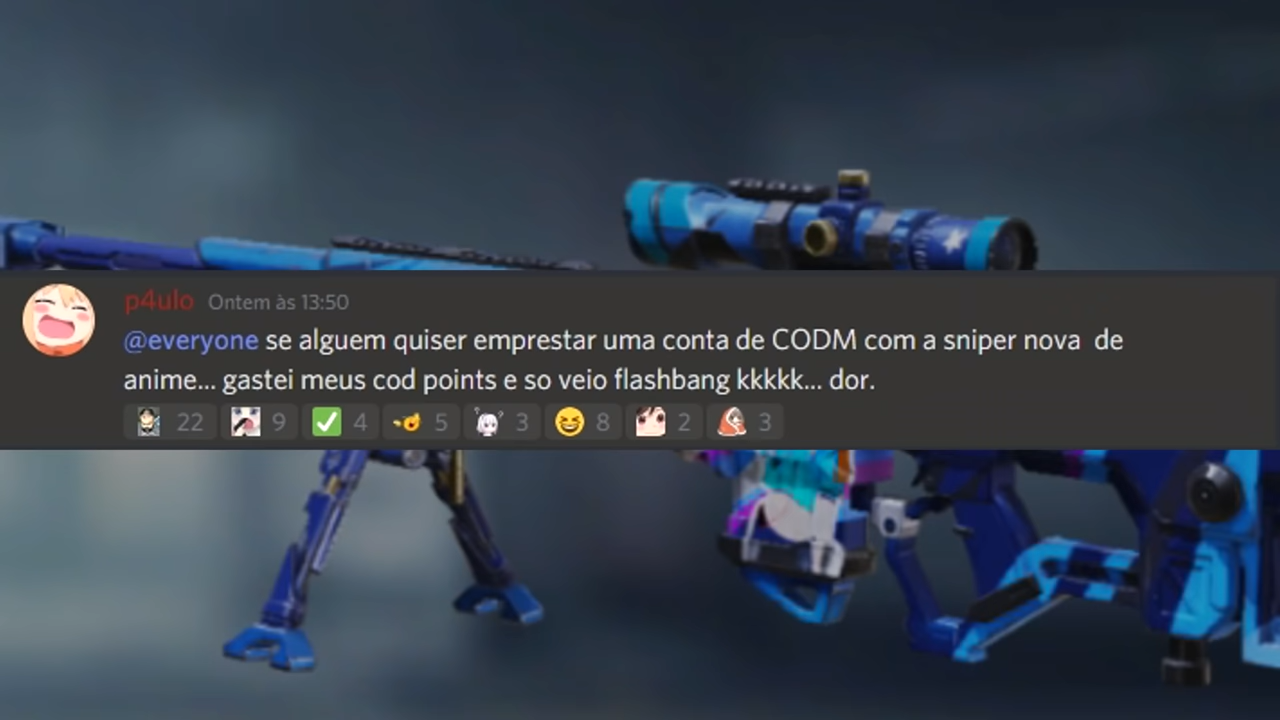 p4ulo Ontem às 13:50
@everyone se alguem quiser emprestar uma conta de CODM com a sniper nova de
anime... gastei meus cod points e so veio flashbang kkkkk... dor.
22 9 4 5 3 8 2 3